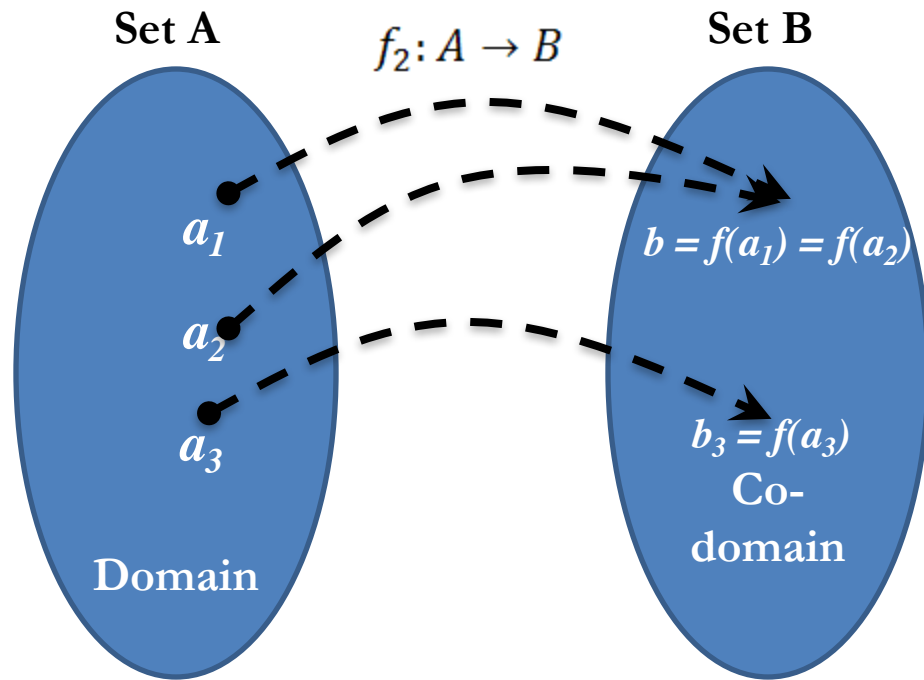 Set A
Set B
f₂: A → B
a₁
b = f(a₁) = f(a₂)
a₂
a₃
b₃ = f(a₃)
Co-
domain
Domain